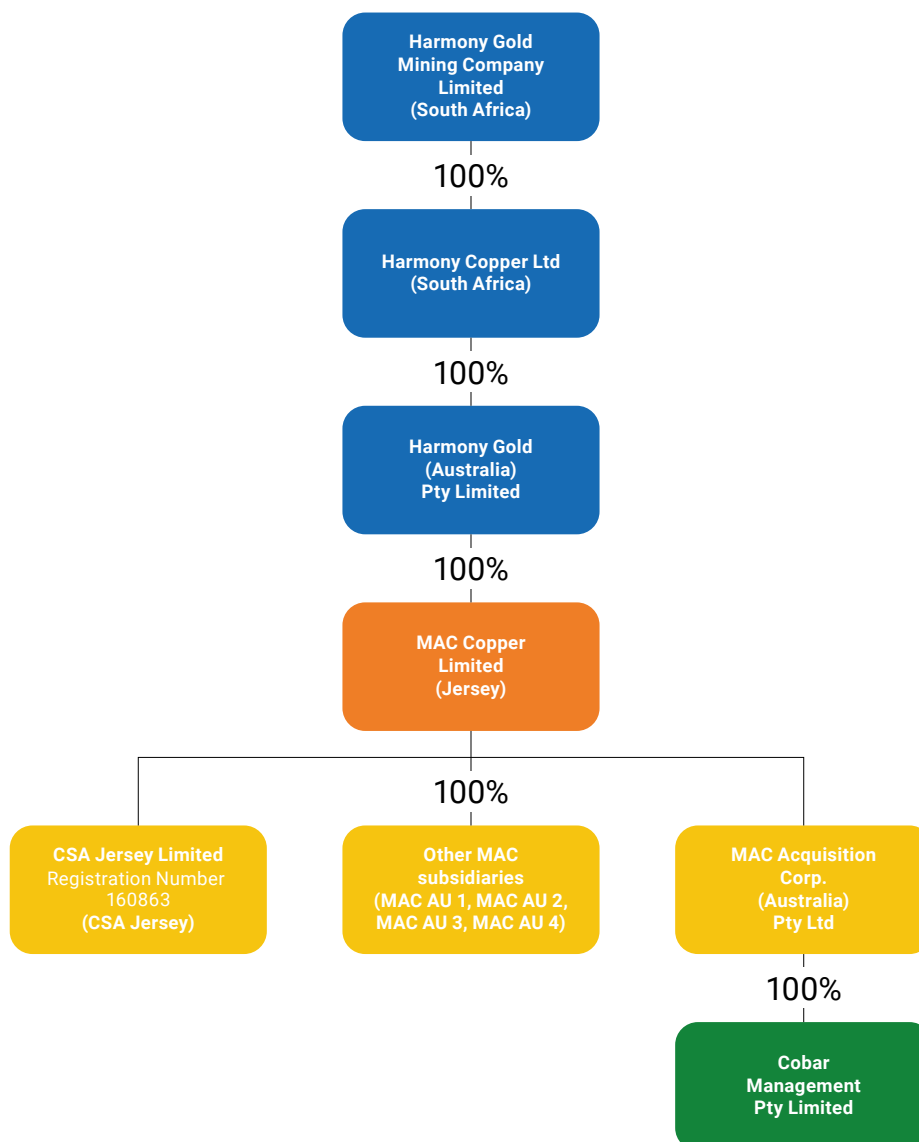 Harmony Gold
Mining Company
Limited
(South Africa)
100%
Harmony Copper Ltd
(South Africa)
100%
Harmony Gold
(Australia)
Pty Limited
100%
MAC Copper
Limited
(Jersey)
100%
CSA Jersey Limited
Registration Number
160863
(CSA Jersey)
Other MAC
subsidiaries
(MAC AU 1, MAC AU 2,
MAC AU 3, MAC AU 4)
MAC Acquisition
Corp.
(Australia)
Pty Ltd
100%
Cobar
Management
Pty Limited